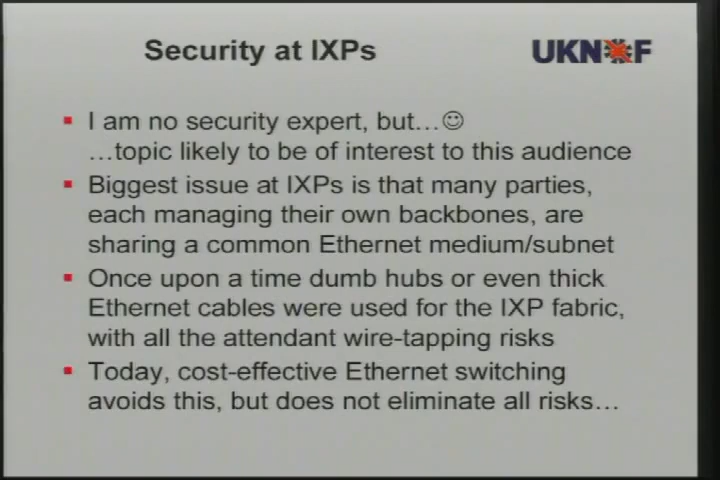 Security at IXPs
UKNOF
▪ I am no security expert, but…☺
…topic likely to be of interest to this audience
▪ Biggest issue at IXPs is that many parties,
each managing their own backbones, are
sharing a common Ethernet medium/subnet
▪ Once upon a time dumb hubs or even thick
Ethernet cables were used for the IXP fabric,
with all the attendant wire-tapping risks
▪ Today, cost-effective Ethernet switching
avoids this, but does not eliminate all risks…